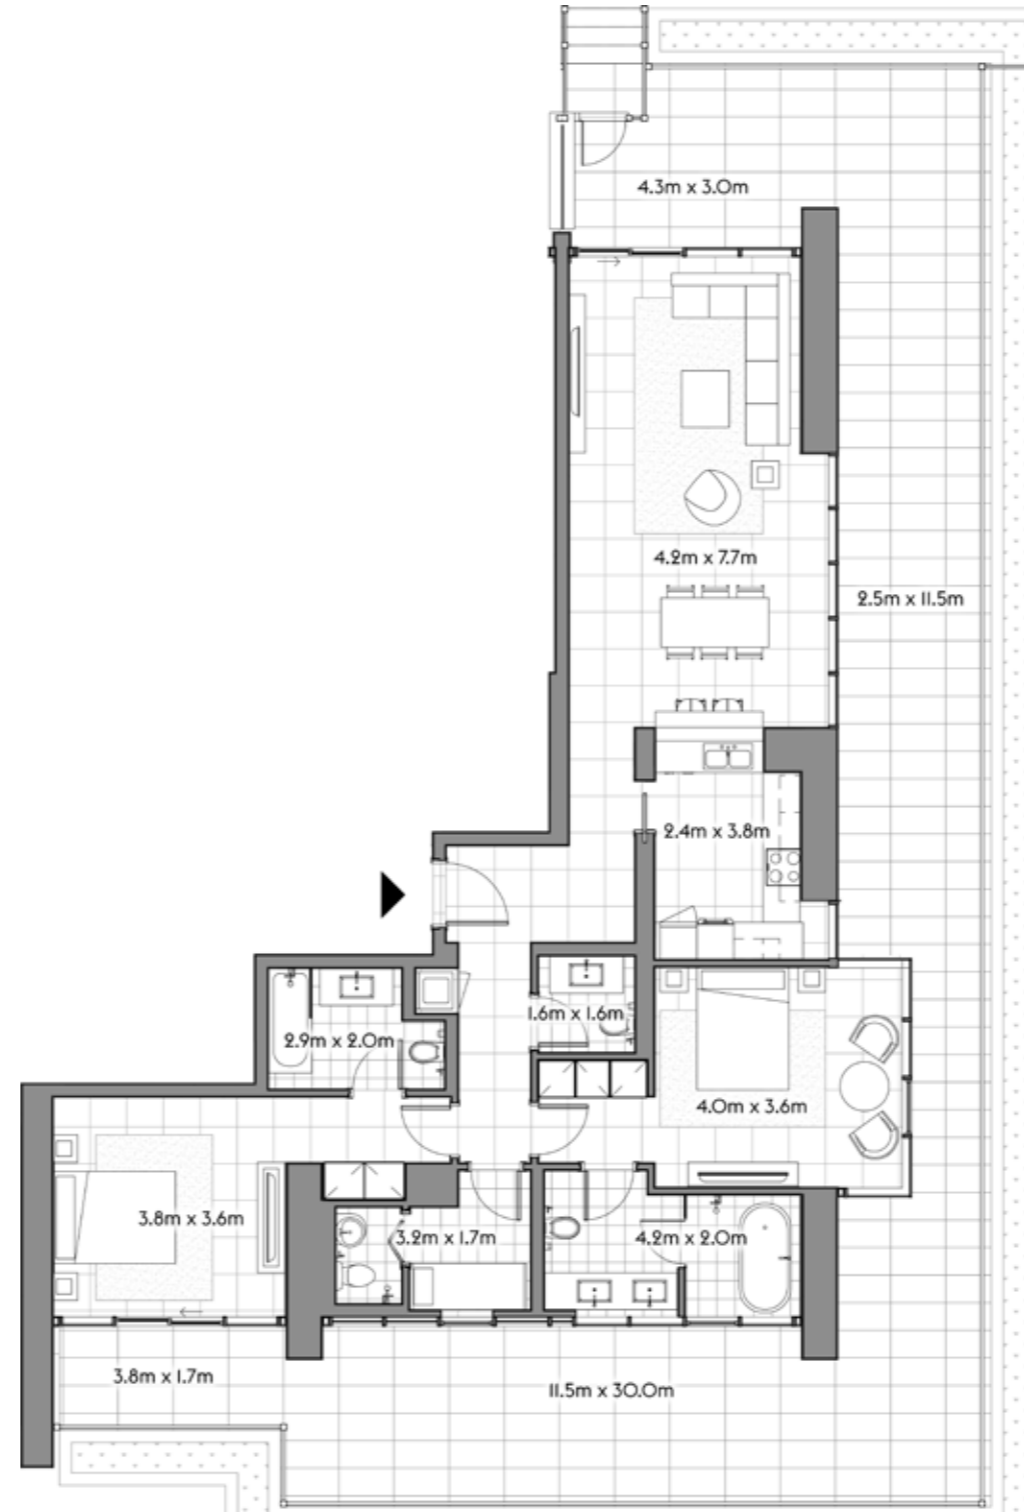 4.3m x 3.0m
4.2m x 7.7m
2.5m x 11.5m
2.4m x 3.8m
1.6m x 1.6m
2.9m x 2.0m
4.0m x 3.6m
3.8m x 3.6m
3.2m x 1.7m
4.2m x 2.0m
3.8m x 1.7m
11.5m x 30.0m